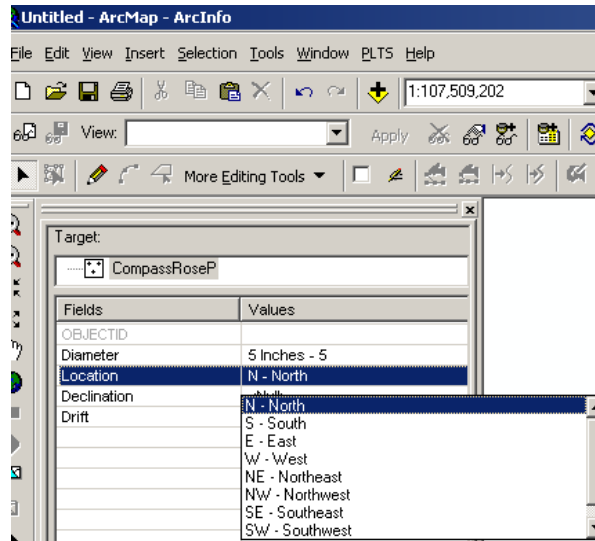 Untitled - ArcMap - ArcInfo
File Edit View Insert Selection Tools Window PLTS Help
1:107,509,202
View: Apply
More Editing Tools
Target:
CompassRoseP
Fields Values
OBJECTID
Diameter 5 Inches - 5
Location N - North
Declination
Drift
N - North
S - South
E - East
W - West
NE - Northeast
NW - Northwest
SE - Southeast
SW - Southwest